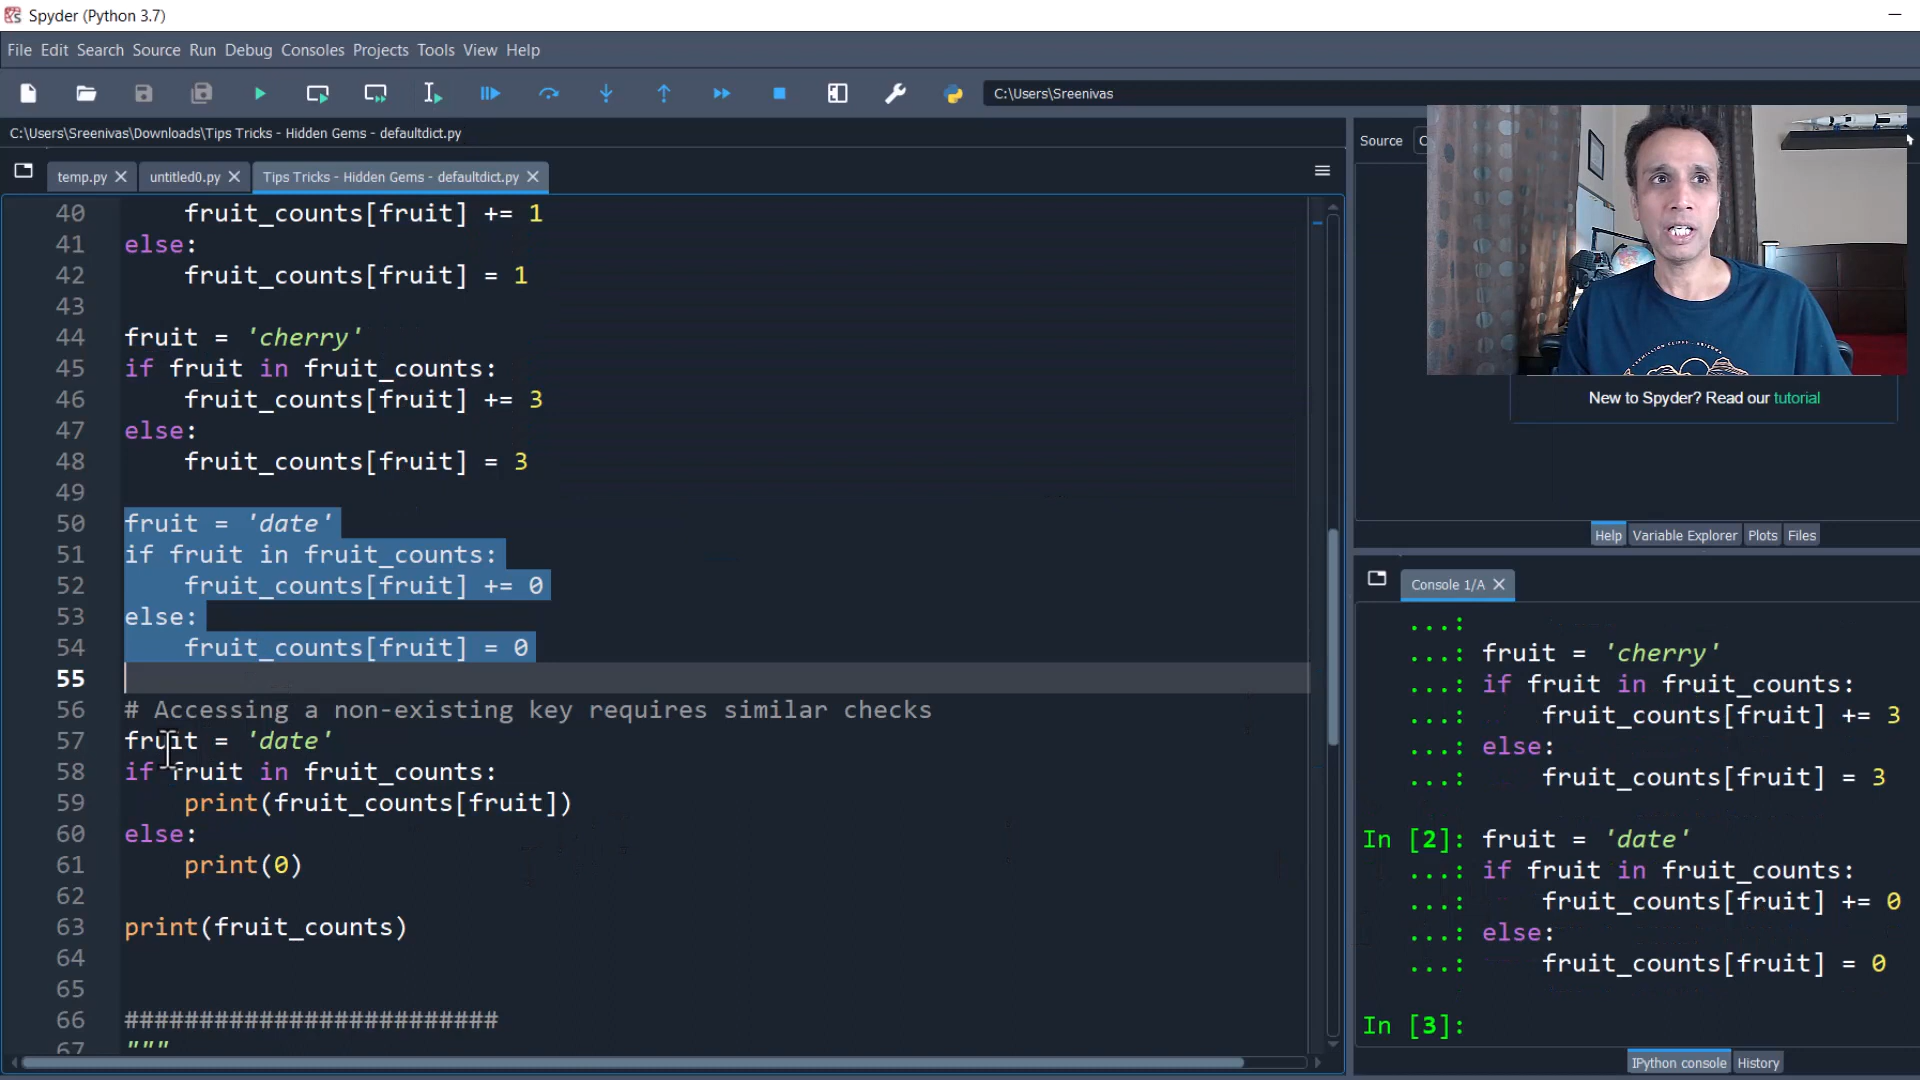 Spyder (Python 3.7)
File Edit Search Source Run Debug Consoles Projects Tools View Help
C:\Users\Sreenivas
C:\Users\Sreenivas\Downloads\Tips Tricks - Hidden Gems - defaultdict.py
temp.py
untitled0.py
Tips Tricks - Hidden Gems - defaultdict.py
40 fruit_counts[fruit] += 1
41 else:
42 fruit_counts[fruit] = 1
43
44 fruit = 'cherry'
45 if fruit in fruit_counts:
46 fruit_counts[fruit] += 3
47 else:
48 fruit_counts[fruit] = 3
49
50 fruit = 'date'
51 if fruit in fruit_counts:
52 fruit_counts[fruit] += 0
53 else:
54 fruit_counts[fruit] = 0
55
56 # Accessing a non-existing key requires similar checks
57 fruit = 'date'
58 if fruit in fruit_counts:
59 print(fruit_counts[fruit])
60 else:
61 print(0)
62
63 print(fruit_counts)
64
65
66 #########################
67 """
Source
New to Spyder? Read our tutorial
Help Variable Explorer Plots Files
Console 1/A
...:
...: fruit = 'cherry'
...: if fruit in fruit_counts:
...: fruit_counts[fruit] += 3
...: else:
...: fruit_counts[fruit] = 3
In [2]: fruit = 'date'
...: if fruit in fruit_counts:
...: fruit_counts[fruit] += 0
...: else:
...: fruit_counts[fruit] = 0
In [3]:
IPython console History